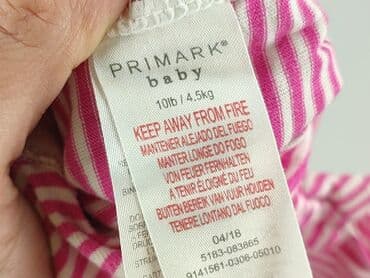 PRIMARK®
baby
10lb / 4.5kg
KEEP AWAY FROM FIRE
MANTENER ALEJADO DEL FUEGO
MANTER LONGE DO FOGO
VON FEUER FERNHALTEN
A TENIR ÉLOIGNÉ DU FEU
BUITEN BEREIK VAN VUUR HOUDEN
TENERE LONTANO DAL FUOCO
04/18
5183-083865
9141561-0306-05010